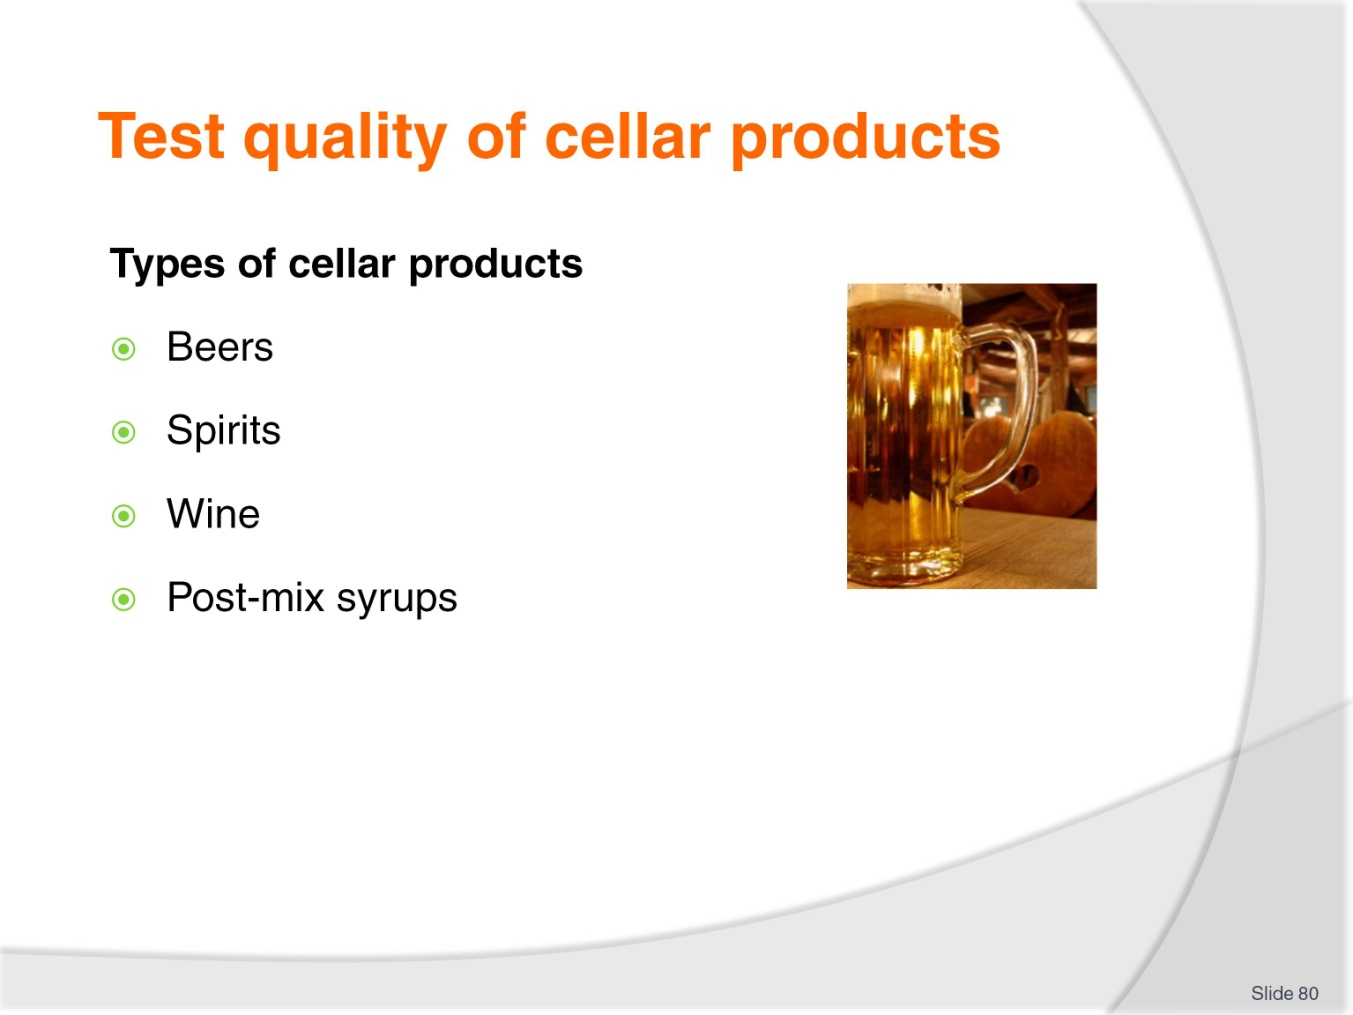 Test quality of cellar products
Types of cellar products
Beers
Spirits
Wine
Post-mix syrups
Slide 80